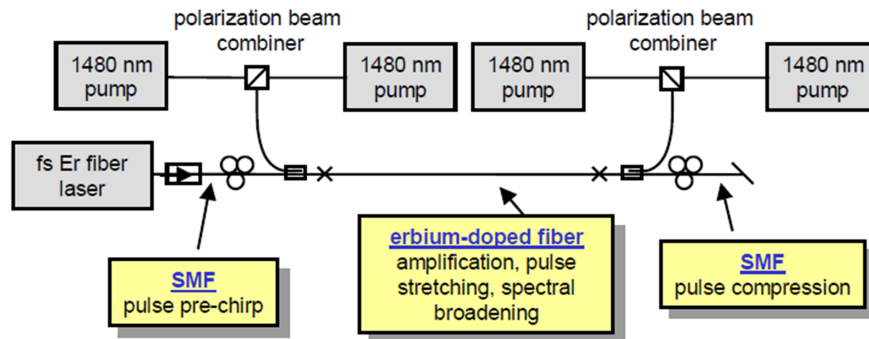 polarization beam
combiner
polarization beam
combiner
1480 nm
pump
1480 nm
pump
1480 nm
pump
1480 nm
pump
fs Er fiber
laser
SMF
pulse pre-chirp
erbium-doped fiber
amplification, pulse
stretching, spectral
broadening
SMF
pulse compression